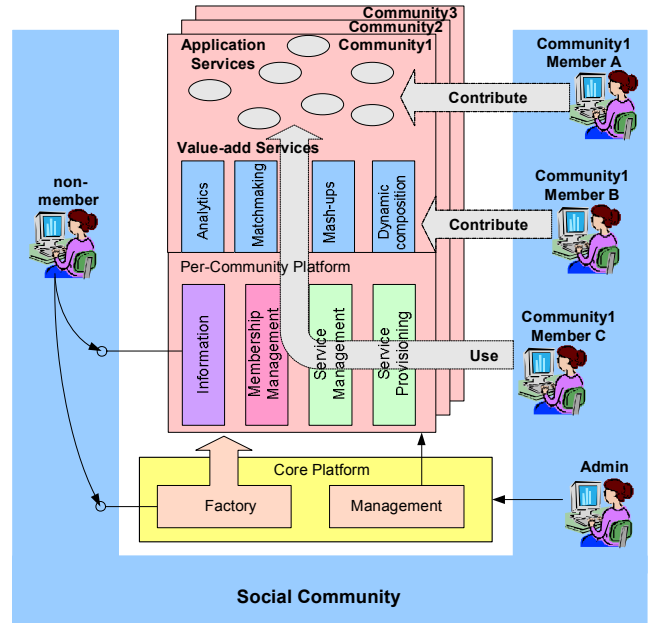 Community3
Community2
Application
Services
Community1
Community1
Member A
Contribute
Value-add Services
non-
member
Analytics
Matchmaking
Mash-ups
Dynamic
composition
Community1
Member B
Contribute
Per-Community Platform
Information
Membership
Management
Service
Management
Service
Provisioning
Community1
Member C
Use
Core Platform
Factory
Management
Admin
Social Community